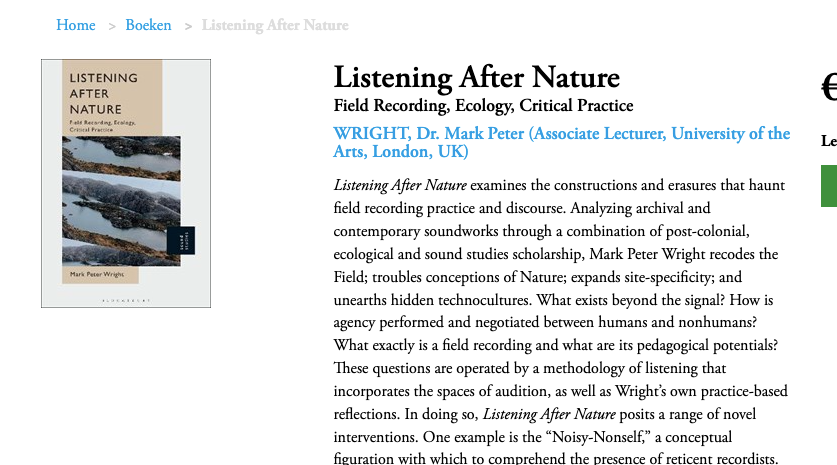 Home > Boeken > Listening After Nature
LISTENING
AFTER
NATURE
Field Recording, Ecology,
Critical Practice
Mark Peter Wright
BLOOMSBURY
Listening After Nature
Field Recording, Ecology, Critical Practice
WRIGHT, Dr. Mark Peter (Associate Lecturer, University of the
Arts, London, UK)
Listening After Nature examines the constructions and erasures that haunt
field recording practice and discourse. Analyzing archival and
contemporary soundworks through a combination of post-colonial,
ecological and sound studies scholarship, Mark Peter Wright recodes the
Field; troubles conceptions of Nature; expands site-specificity; and
unearths hidden technocultures. What exists beyond the signal? How is
agency performed and negotiated between humans and nonhumans?
What exactly is a field recording and what are its pedagogical potentials?
These questions are operated by a methodology of listening that
incorporates the spaces of audition, as well as Wright’s own practice-based
reflections. In doing so, Listening After Nature posits a range of novel
interventions. One example is the “Noisy-Nonself,” a conceptual
figuration with which to comprehend the presence of reticent recordists.
€
Le